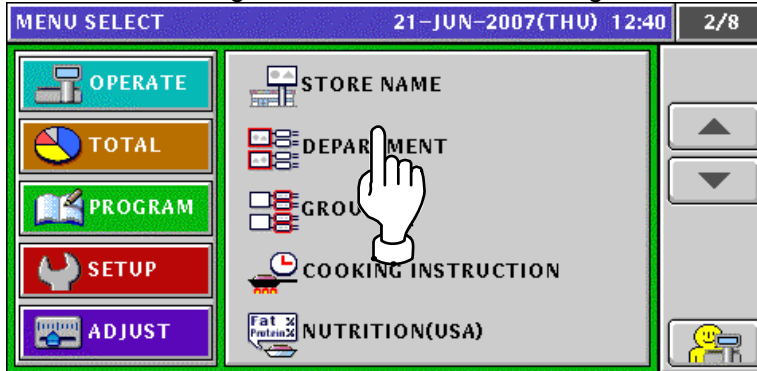 MENU SELECT 21-JUN-2007(THU) 12:40 2/8
OPERATE
TOTAL
PROGRAM
SETUP
ADJUST
STORE NAME
DEPAR MENT
GROU
COOKING INSTRUCTION
Fat %
Protein%
NUTRITION(USA)